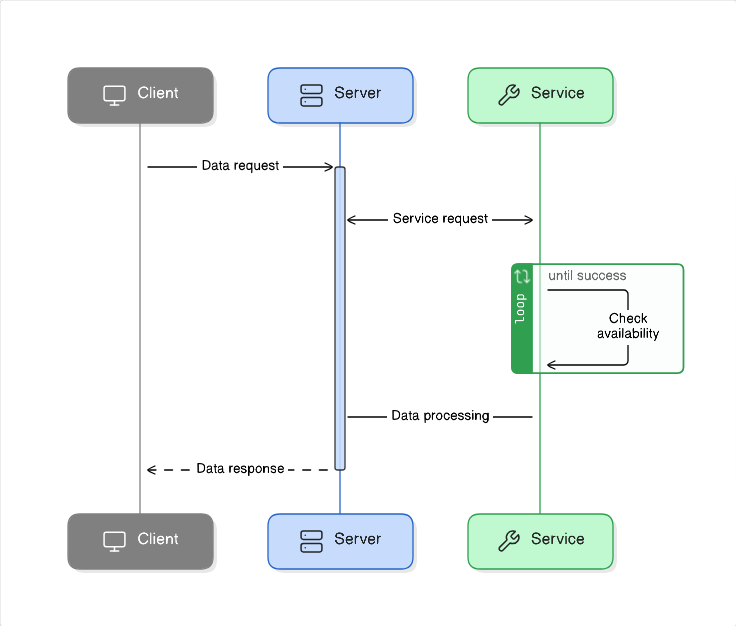 Client
Server
Service
Data request
Service request
until success
loop
Check
availability
Data processing
Data response
Client
Server
Service